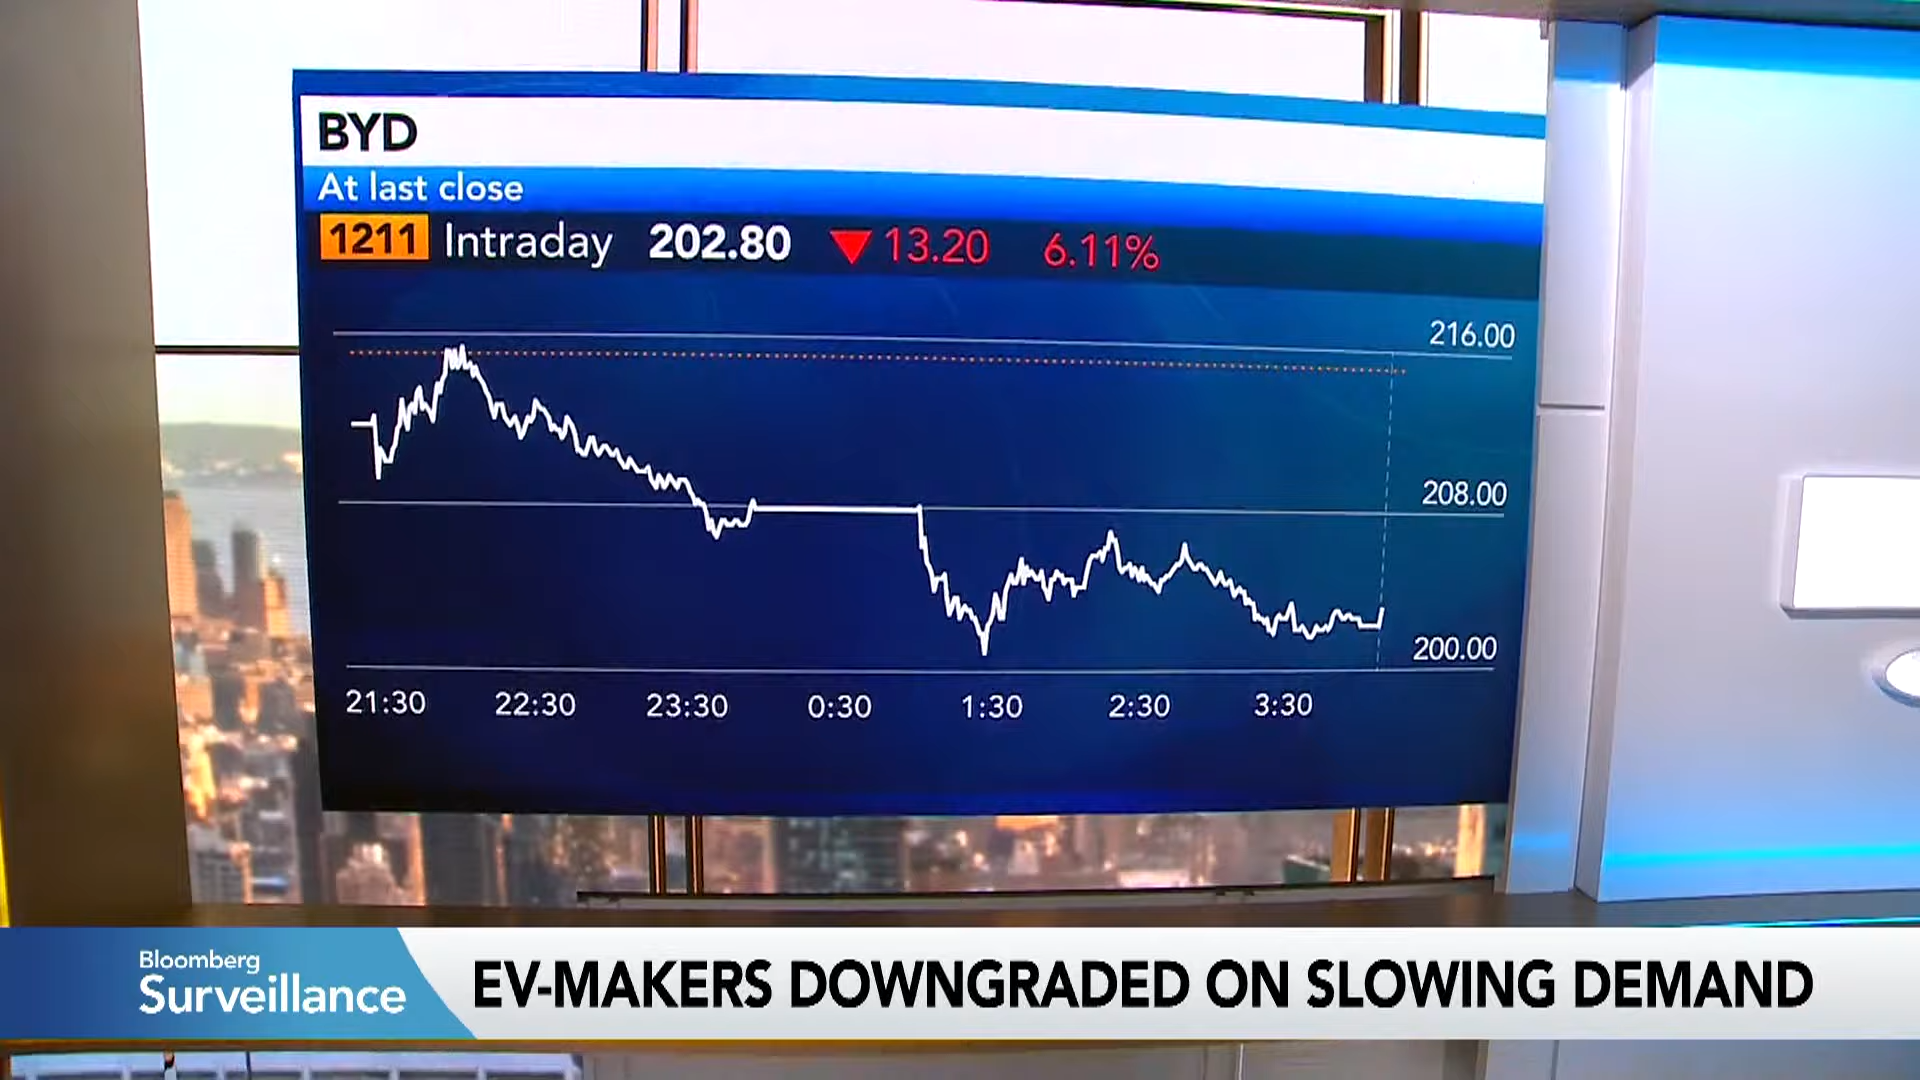 BYD
At last close
1211 Intraday 202.80 ▼13.20 6.11%
216.00
208.00
200.00
21:30 22:30 23:30 0:30 1:30 2:30 3:30
Bloomberg
Surveillance
EV-MAKERS DOWNGRADED ON SLOWING DEMAND